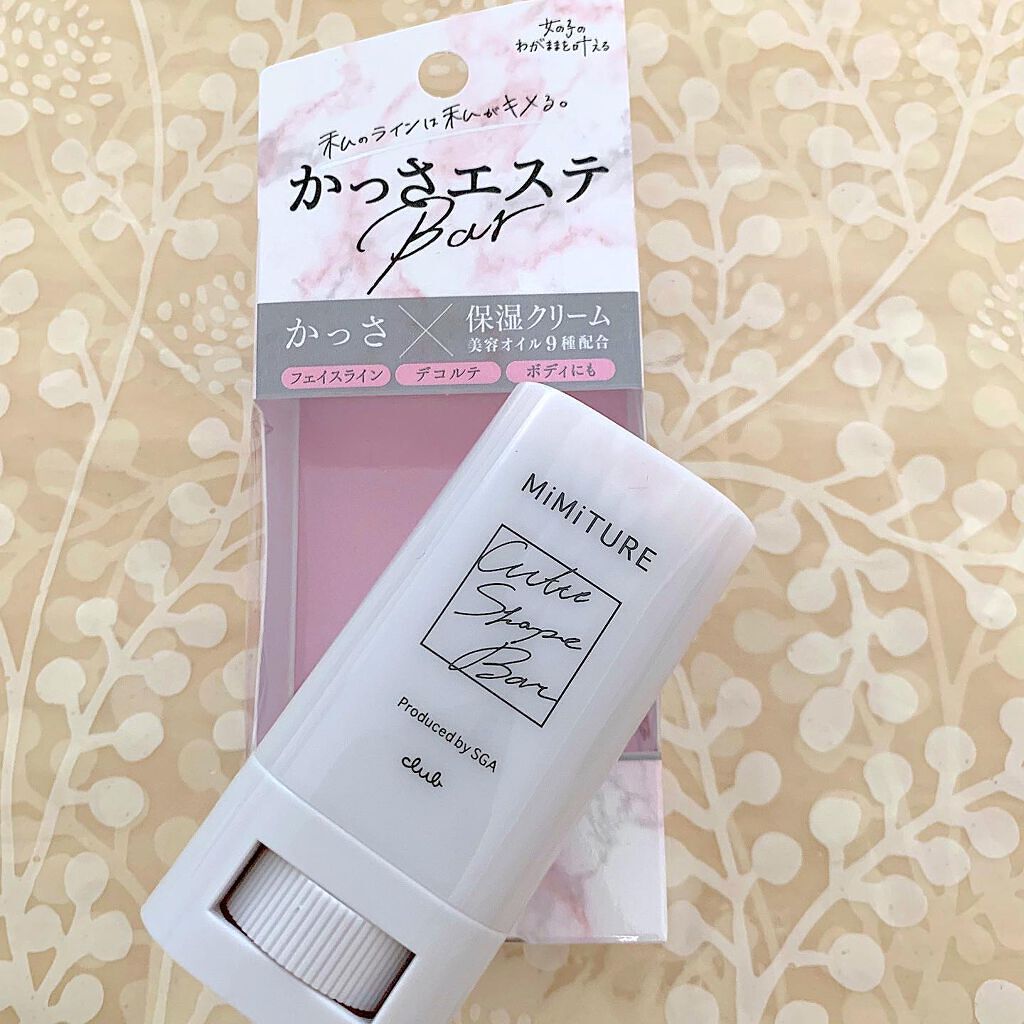 女の子の
わがままを叶える
私のラインは私がキメる。
かっさエステ
Bar
かっさ × 保湿クリーム
美容オイル9種配合
フェイスライン デコルテ ボディにも
MiMiTURE
Cutie
Shape
Bar
Produced by SGA
club